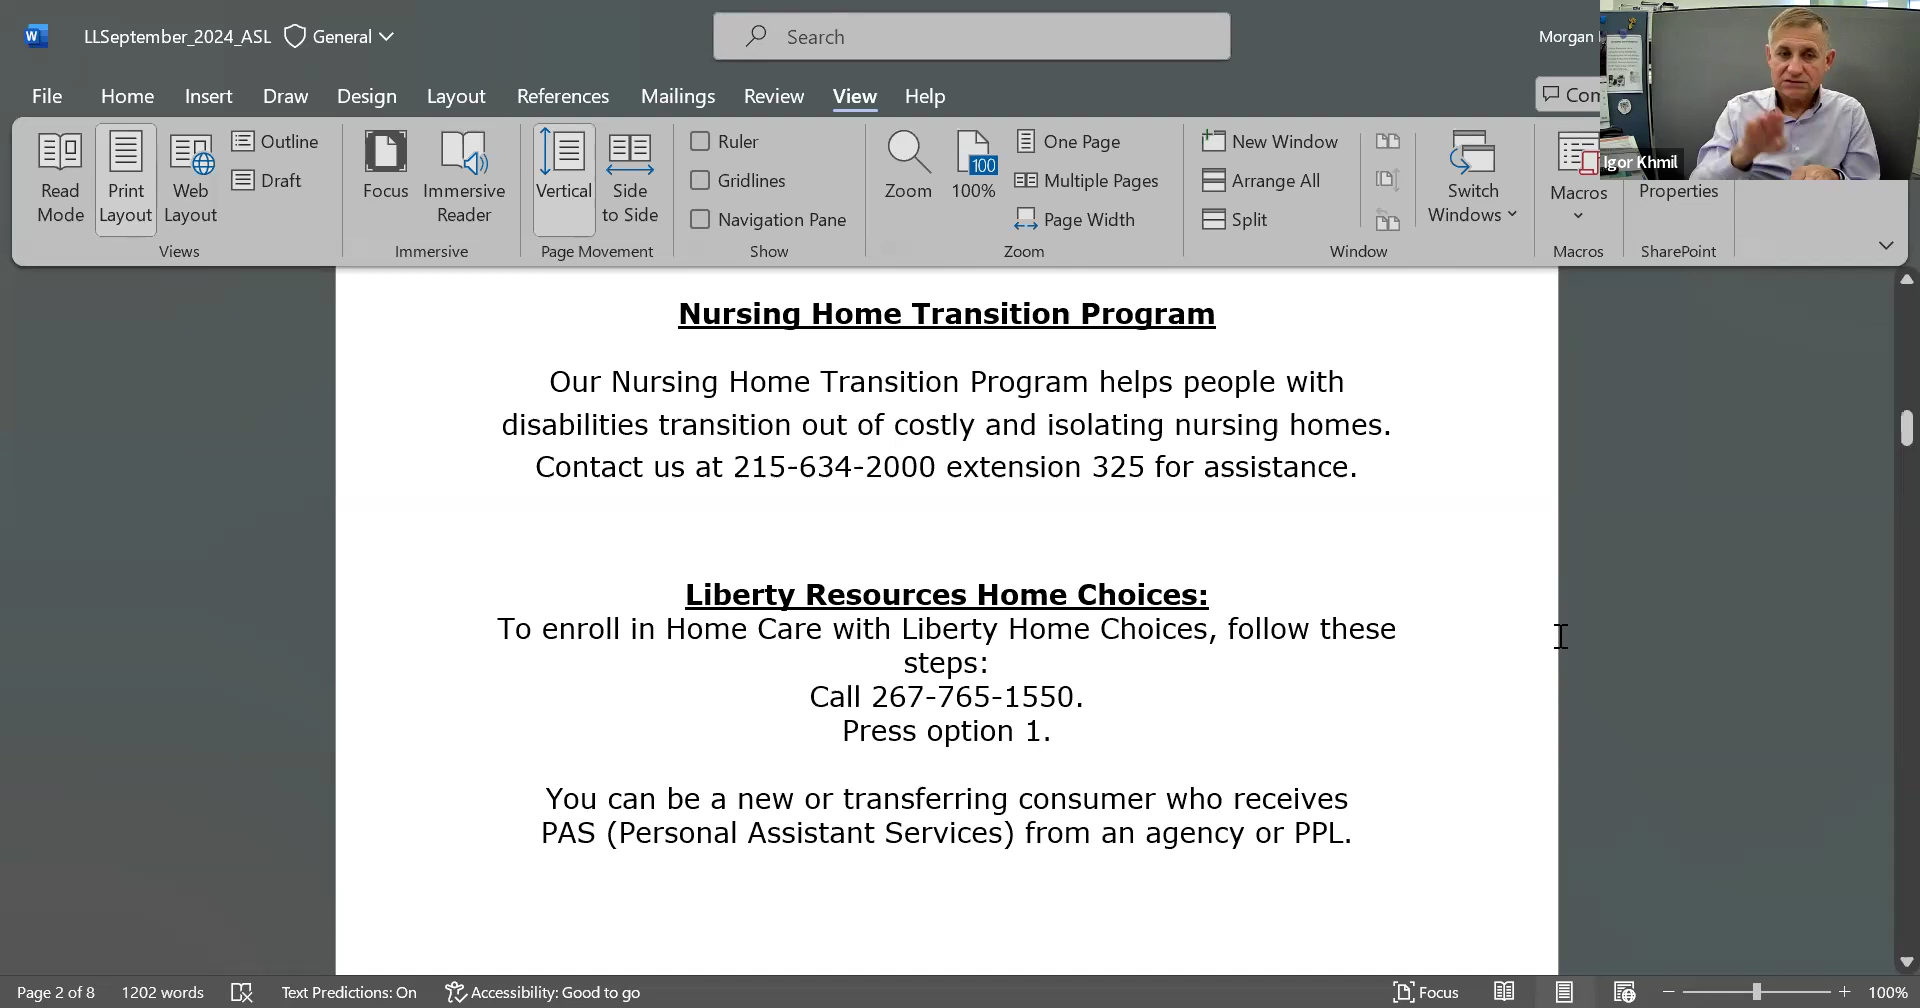 LLSeptember_2024_ASL General
Search
Morgan
File Home Insert Draw Design Layout References Mailings Review View Help
Com
Read Mode
Print Layout
Web Layout
Outline
Draft
Views
Focus
Immersive Reader
Immersive
Vertical
Side to Side
Page Movement
Ruler
Gridlines
Navigation Pane
Show
Zoom
100
100%
One Page
Multiple Pages
Page Width
Zoom
New Window
Arrange All
Split
Switch Windows
Window
Macros
Macros
Properties
SharePoint
Igor Khmil
Nursing Home Transition Program
Our Nursing Home Transition Program helps people with
disabilities transition out of costly and isolating nursing homes.
Contact us at 215-634-2000 extension 325 for assistance.
Liberty Resources Home Choices:
To enroll in Home Care with Liberty Home Choices, follow these
steps:
Call 267-765-1550.
Press option 1.
You can be a new or transferring consumer who receives
PAS (Personal Assistant Services) from an agency or PPL.
Page 2 of 8 1202 words Text Predictions: On Accessibility: Good to go Focus 100%